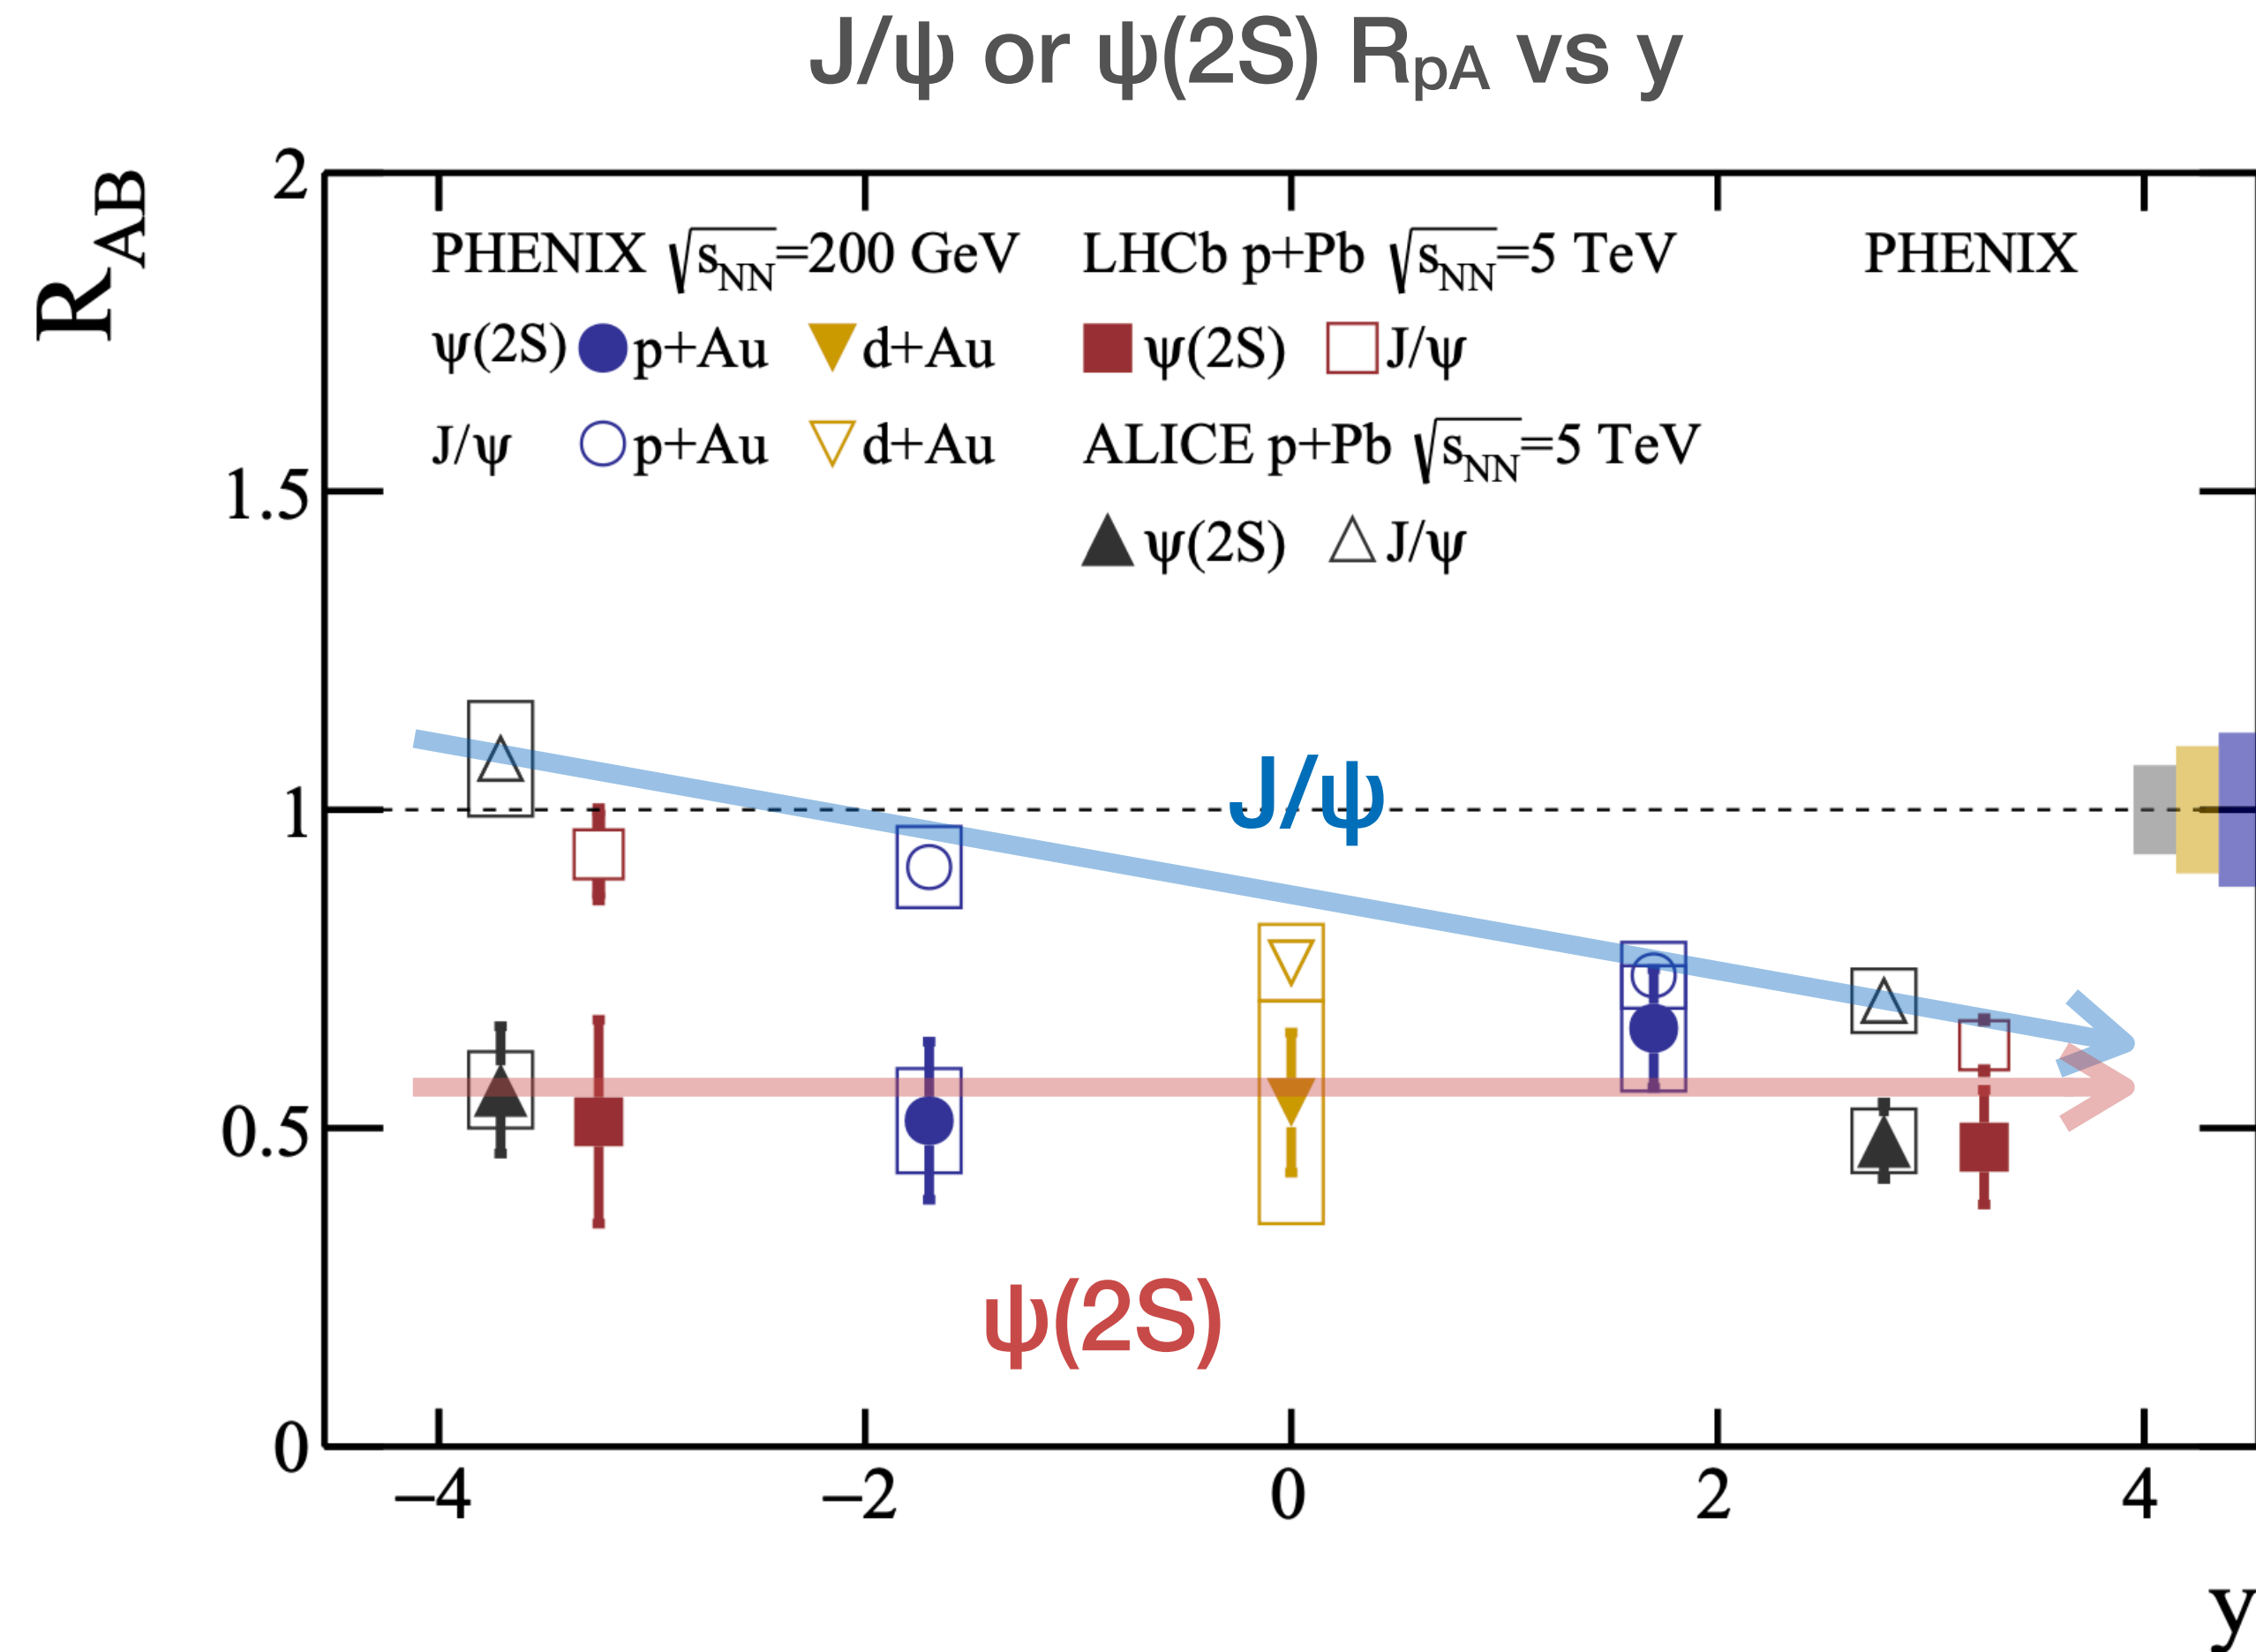 J/ψ or ψ(2S) RpA vs y
RAB
2
1.5
1
0.5
0
PHENIX √sNN=200 GeV
ψ(2S) p+Au d+Au
J/ψ p+Au d+Au
LHCb p+Pb √sNN=5 TeV
ψ(2S) J/ψ
ALICE p+Pb √sNN=5 TeV
ψ(2S) J/ψ
PHENIX
J/ψ
ψ(2S)
−4 −2 0 2 4
y